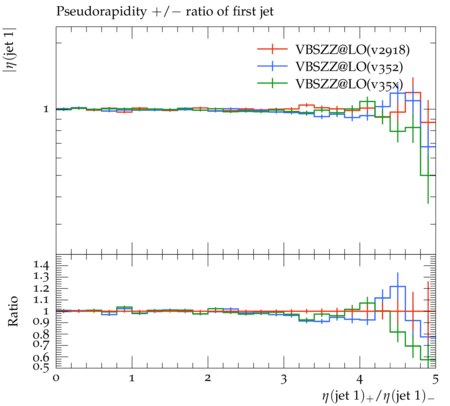 Pseudorapidity +/− ratio of first jet
|η(jet 1|
VBSZZ@LO(v2918)
VBSZZ@LO(v352)
VBSZZ@LO(v35x)
1
Ratio
1.4
1.3
1.2
1.1
1
0.9
0.8
0.7
0.6
0.5
0 1 2 3 4 5
η(jet 1)₊/η(jet 1)₋